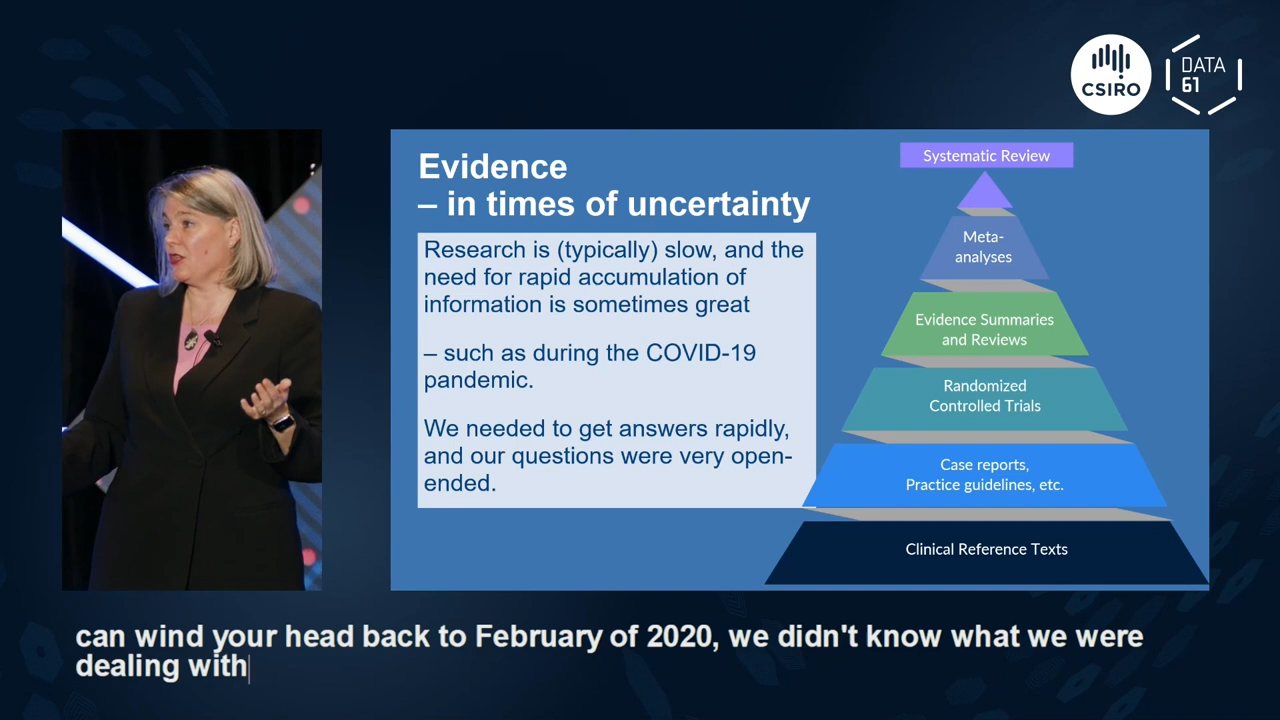 CSIRO
DATA
61
Evidence
– in times of uncertainty
Research is (typically) slow, and the
need for rapid accumulation of
information is sometimes great
– such as during the COVID-19
pandemic.
We needed to get answers rapidly,
and our questions were very open-
ended.
Systematic Review
Meta-
analyses
Evidence Summaries
and Reviews
Randomized
Controlled Trials
Case reports,
Practice guidelines, etc.
Clinical Reference Texts
can wind your head back to February of 2020, we didn't know what we were
dealing with